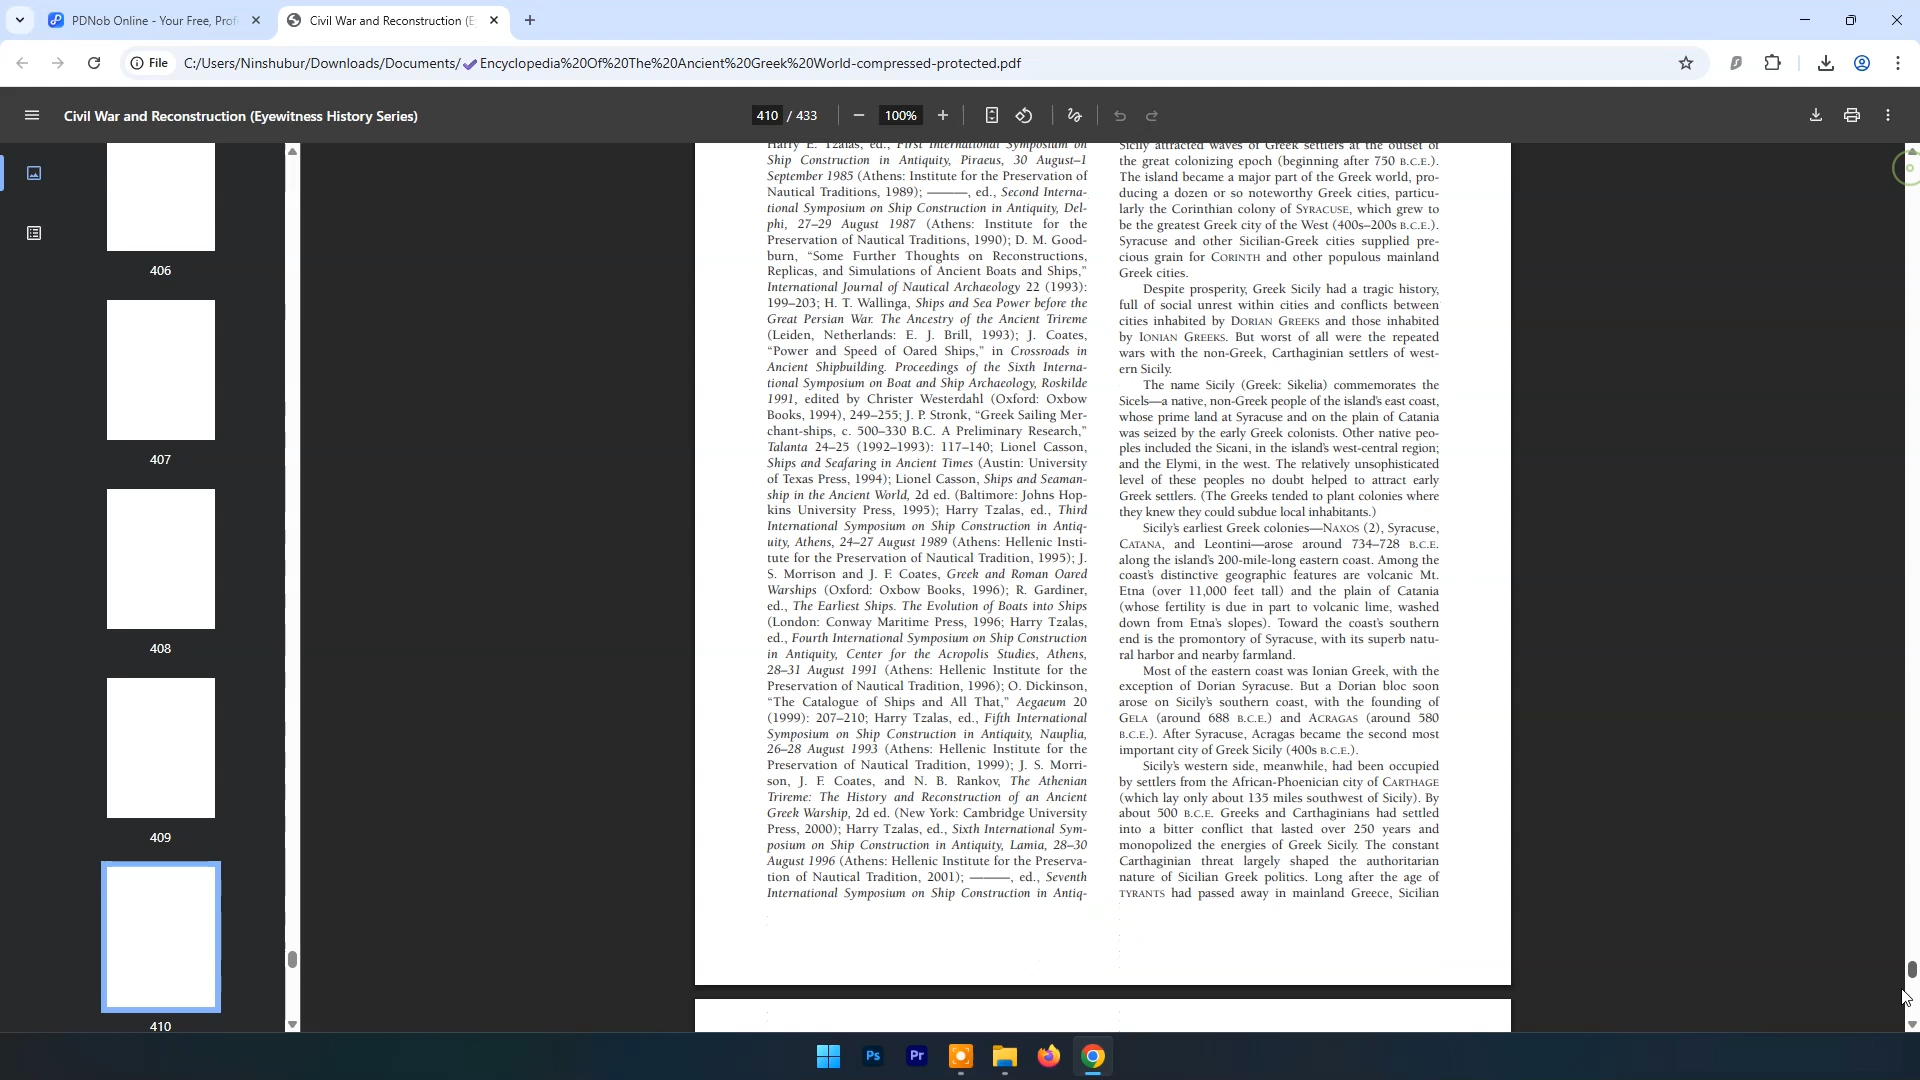 PDNob Online - Your Free, Prof
Civil War and Reconstruction (E
File
C:/Users/Ninshubur/Downloads/Documents/✔Encyclopedia%20Of%20The%20Ancient%20Greek%20World-compressed-protected.pdf
Civil War and Reconstruction (Eyewitness History Series)
410 / 433
100%
406
407
408
409
410
Harry E. Tzalas, ed., First International Symposium on
Ship Construction in Antiquity, Piraeus, 30 August–1
September 1985 (Athens: Institute for the Preservation of
Nautical Traditions, 1989); ———, ed., Second Interna-
tional Symposium on Ship Construction in Antiquity, Del-
phi, 27–29 August 1987 (Athens: Institute for the
Preservation of Nautical Traditions, 1990); D. M. Good-
burn, “Some Further Thoughts on Reconstructions,
Replicas, and Simulations of Ancient Boats and Ships,”
International Journal of Nautical Archaeology 22 (1993):
199–203; H. T. Wallinga, Ships and Sea Power before the
Great Persian War. The Ancestry of the Ancient Trireme
(Leiden, Netherlands: E. J. Brill, 1993); J. Coates,
“Power and Speed of Oared Ships,” in Crossroads in
Ancient Shipbuilding. Proceedings of the Sixth Interna-
tional Symposium on Boat and Ship Archaeology, Roskilde
1991, edited by Christer Westerdahl (Oxford: Oxbow
Books, 1994), 249–255; J. P. Stronk, “Greek Sailing Mer-
chant-ships, c. 500–330 B.C. A Preliminary Research,”
Talanta 24–25 (1992–1993): 117–140; Lionel Casson,
Ships and Seafaring in Ancient Times (Austin: University
of Texas Press, 1994); Lionel Casson, Ships and Seaman-
ship in the Ancient World, 2d ed. (Baltimore: Johns Hop-
kins University Press, 1995); Harry Tzalas, ed., Third
International Symposium on Ship Construction in Antiq-
uity, Athens, 24–27 August 1989 (Athens: Hellenic Insti-
tute for the Preservation of Nautical Tradition, 1995); J.
S. Morrison and J. F. Coates, Greek and Roman Oared
Warships (Oxford: Oxbow Books, 1996); R. Gardiner,
ed., The Earliest Ships. The Evolution of Boats into Ships
(London: Conway Maritime Press, 1996; Harry Tzalas,
ed., Fourth International Symposium on Ship Construction
in Antiquity, Center for the Acropolis Studies, Athens,
28–31 August 1991 (Athens: Hellenic Institute for the
Preservation of Nautical Tradition, 1996); O. Dickinson,
“The Catalogue of Ships and All That,” Aegaeum 20
(1999): 207–210; Harry Tzalas, ed., Fifth International
Symposium on Ship Construction in Antiquity, Nauplia,
26–28 August 1993 (Athens: Hellenic Institute for the
Preservation of Nautical Tradition, 1999); J. S. Morri-
son, J. F. Coates, and N. B. Rankov, The Athenian
Trireme: The History and Reconstruction of an Ancient
Greek Warship, 2d ed. (New York: Cambridge University
Press, 2000); Harry Tzalas, ed., Sixth International Sym-
posium on Ship Construction in Antiquity, Lamia, 28–30
August 1996 (Athens: Hellenic Institute for the Preserva-
tion of Nautical Tradition, 2001); ———, ed., Seventh
International Symposium on Ship Construction in Antiq-
Sicily attracted waves of Greek settlers at the outset of
the great colonizing epoch (beginning after 750 B.C.E.).
The island became a major part of the Greek world, pro-
ducing a dozen or so noteworthy Greek cities, particu-
larly the Corinthian colony of SYRACUSE, which grew to
be the greatest Greek city of the West (400s–200s B.C.E.).
Syracuse and other Sicilian-Greek cities supplied pre-
cious grain for CORINTH and other populous mainland
Greek cities.
Despite prosperity, Greek Sicily had a tragic history,
full of social unrest within cities and conflicts between
cities inhabited by DORIAN GREEKS and those inhabited
by IONIAN GREEKS. But worst of all were the repeated
wars with the non-Greek, Carthaginian settlers of west-
ern Sicily.
The name Sicily (Greek: Sikelia) commemorates the
Sicels—a native, non-Greek people of the island's east coast,
whose prime land at Syracuse and on the plain of Catania
was seized by the early Greek colonists. Other native peo-
ples included the Sicani, in the island's west-central region;
and the Elymi, in the west. The relatively unsophisticated
level of these peoples no doubt helped to attract early
Greek settlers. (The Greeks tended to plant colonies where
they knew they could subdue local inhabitants.)
Sicily's earliest Greek colonies—NAXOS (2), Syracuse,
CATANA, and Leontini—arose around 734–728 B.C.E.
along the island's 200-mile-long eastern coast. Among the
coast's distinctive geographic features are volcanic Mt.
Etna (over 11,000 feet tall) and the plain of Catania
(whose fertility is due in part to volcanic lime, washed
down from Etna's slopes). Toward the coast's southern
end is the promontory of Syracuse, with its superb natu-
ral harbor and nearby farmland.
Most of the eastern coast was Ionian Greek, with the
exception of Dorian Syracuse. But a Dorian bloc soon
arose on Sicily's southern coast, with the founding of
GELA (around 688 B.C.E.) and ACRAGAS (around 580
B.C.E.). After Syracuse, Acragas became the second most
important city of Greek Sicily (400s B.C.E.).
Sicily's western side, meanwhile, had been occupied
by settlers from the African-Phoenician city of CARTHAGE
(which lay only about 135 miles southwest of Sicily). By
about 500 B.C.E. Greeks and Carthaginians had settled
into a bitter conflict that lasted over 250 years and
monopolized the energies of Greek Sicily. The constant
Carthaginian threat largely shaped the authoritarian
nature of Sicilian Greek politics. Long after the age of
TYRANTS had passed away in mainland Greece, Sicilian
Ps
Pr